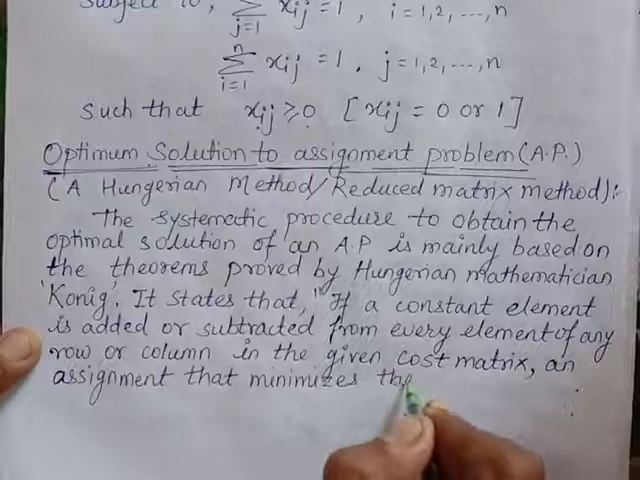 Subject to, ∑_{j=1} xij = 1, i = 1, 2, ..., n
n ∑_{i=1} xij = 1, j = 1, 2, ..., n
such that xij ≥ 0 [xij = 0 or 1]
Optimum Solution to assignment problem (A.P.)
(A Hungerian Method/Reduced matrix method):
The systematic procedure to obtain the
optimal solution of an A.P is mainly based on
the theorems proved by Hungerian mathematician
'Konig'. It states that, "If a constant element
is added or subtracted from every element of any
row or column in the given cost matrix, an
assignment that minimizes the